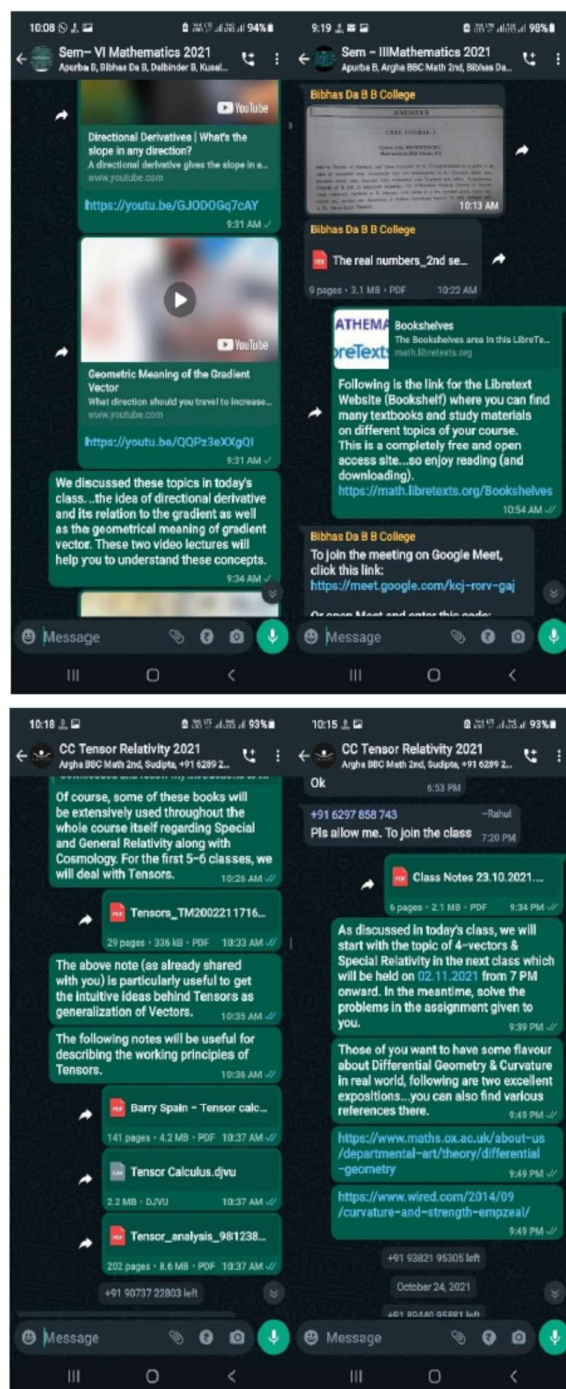 10:08
94%
Sem- VI Mathematics 2021
Apurba B, Bibhas Da B, Dalbinder B, Kusal...
YouTube
Directional Derivatives | What's the
slope in any direction?
A directional derivative gives the slope in a...
www.youtube.com
https://youtu.be/GJODOGq7cAY
9:31 AM
YouTube
Geometric Meaning of the Gradient
Vector
What direction should you travel to increase...
www.youtube.com
https://youtu.be/QQPz3eXXgQI
9:31 AM
We discussed these topics in today's
class...the idea of directional derivative
and its relation to the gradient as well
as the geometrical meaning of gradient
vector. These two video lectures will
help you to understand these concepts.
9:34 AM
Message
9:19
98%
Sem - IIIMathematics 2021
Apurba B, Argha BBC Math 2nd, Bibhas Da...
Bibhas Da B B College
SEMESTER II
CORE COURSE-3
10:13 AM
Bibhas Da B B College
PDF
The real numbers_2nd se...
9 pages • 3.1 MB • PDF
10:22 AM
ATHEMA
oreTexts
Bookshelves
The Bookshelves area in this LibreTe...
math.libretexts.org
Following is the link for the Libretext
Website (Bookshelf) where you can find
many textbooks and study materials
on different topics of your course.
This is a completely free and open
access site...so enjoy reading (and
downloading).
https://math.libretexts.org/Bookshelves
10:54 AM
Bibhas Da B B College
To join the meeting on Google Meet,
click this link:
https://meet.google.com/kcj-rorv-gaj
Or open Meet and enter this code:
Message
10:18
93%
CC Tensor Relativity 2021
Argha BBC Math 2nd, Sudipta, +91 6289 2...
Of course, some of these books will
be extensively used throughout the
whole course itself regarding Special
and General Relativity along with
Cosmology. For the first 5-6 classes, we
will deal with Tensors.
10:26 AM
PDF
Tensors_TM2002211716...
29 pages • 336 kB • PDF
10:33 AM
The above note (as already shared
with you) is particularly useful to get
the intuitive ideas behind Tensors as
generalization of Vectors.
10:35 AM
The following notes will be useful for
describing the working principles of
Tensors.
10:36 AM
PDF
Barry Spain - Tensor calc...
141 pages • 4.2 MB • PDF
10:37 AM
Tensor Calculus.djvu
2.2 MB • DJVU
10:37 AM
PDF
Tensor_analysis_981238...
202 pages • 8.6 MB • PDF
10:37 AM
+91 90737 22803 left
Message
10:15
93%
CC Tensor Relativity 2021
Argha BBC Math 2nd, Sudipta, +91 6289 2...
Ok
6:53 PM
+91 6297 858 743
~Rahul
Pls allow me. To join the class
7:20 PM
PDF
Class Notes 23.10.2021....
6 pages • 2.1 MB • PDF
9:34 PM
As discussed in today's class, we will
start with the topic of 4-vectors &
Special Relativity in the next class which
will be held on 02.11.2021 from 7 PM
onward. In the meantime, solve the
problems in the assignment given to
you.
9:39 PM
Those of you want to have some flavour
about Differential Geometry & Curvature
in real world, following are two excellent
expositions...you can also find various
references there.
9:49 PM
https://www.maths.ox.ac.uk/about-us
/departmental-art/theory/differential
-geometry
9:49 PM
https://www.wired.com/2014/09
/curvature-and-strength-empzeal/
9:49 PM
+91 93821 95305 left
October 24, 2021
+91 89440 95881 left
Message